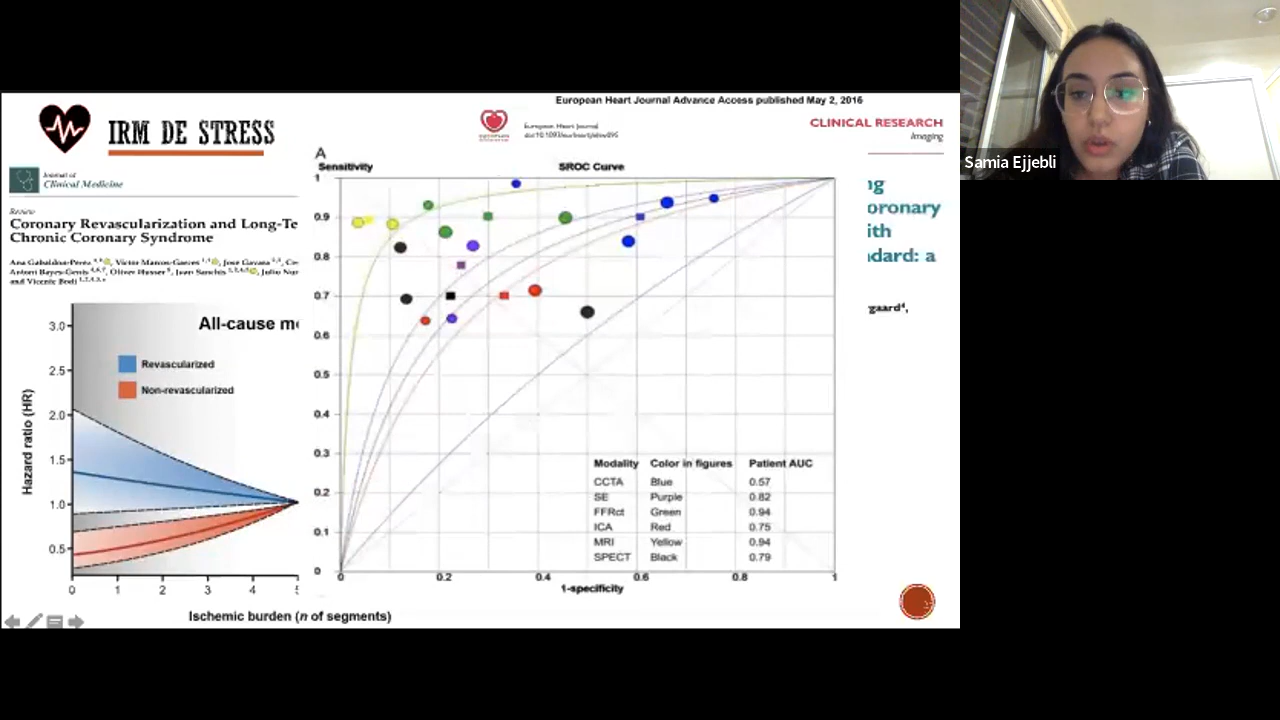 European Heart Journal Advance Access published May 2, 2016
IRM DE STRESS
European Heart Journal
CLINICAL RESEARCH
Imaging
Journal of
Clinical Medicine
Review
Coronary Revascularization and Long-Te
Chronic Coronary Syndrome
and Vicente Bodi
ng
oronary
ith
ndard: a
gaard⁴,
All-cause mo
Revascularized
Non-revascularized
Hazard ratio (HR)
3.0
2.5
2.0
1.5
1.0
0.5
0 1 2 3 4 5
Ischemic burden (n of segments)
A
Sensitivity
SROC Curve
1
0.9
0.8
0.7
0.6
0.5
0.4
0.3
0.2
0.1
0
0 0.2 0.4 0.6 0.8 1
1-specificity
Modality Color in figures Patient AUC
CCTA Blue 0.57
SE Purple 0.82
FFRct Green 0.94
ICA Red 0.75
MRI Yellow 0.94
SPECT Black 0.79
Samia Ejjebli